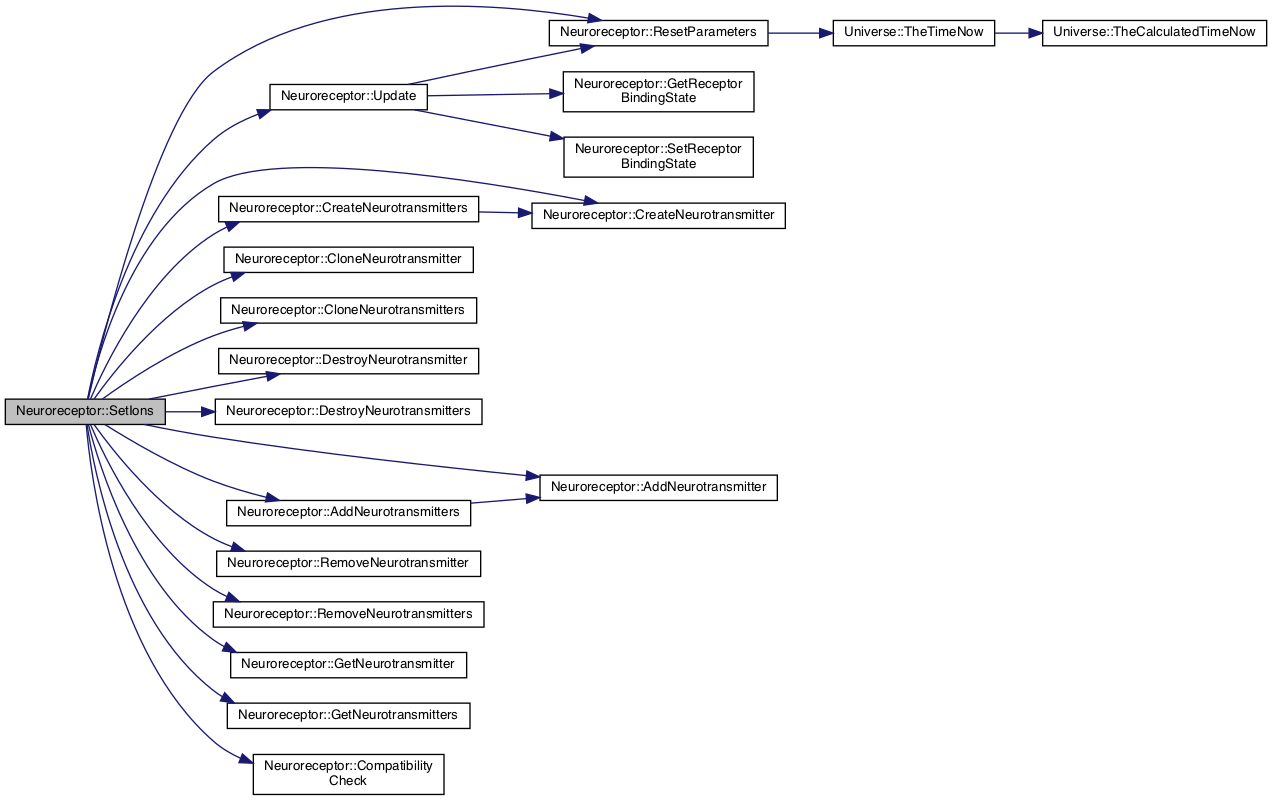 Neuroreceptor::SetIons
Neuroreceptor::ResetParameters
Universe::TheTimeNow
Universe::TheCalculatedTimeNow
Neuroreceptor::Update
Neuroreceptor::GetReceptor
BindingState
Neuroreceptor::SetReceptor
BindingState
Neuroreceptor::CreateNeurotransmitters
Neuroreceptor::CreateNeurotransmitter
Neuroreceptor::CloneNeurotransmitter
Neuroreceptor::CloneNeurotransmitters
Neuroreceptor::DestroyNeurotransmitter
Neuroreceptor::DestroyNeurotransmitters
Neuroreceptor::AddNeurotransmitter
Neuroreceptor::AddNeurotransmitters
Neuroreceptor::RemoveNeurotransmitter
Neuroreceptor::RemoveNeurotransmitters
Neuroreceptor::GetNeurotransmitter
Neuroreceptor::GetNeurotransmitters
Neuroreceptor::Compatibility
Check